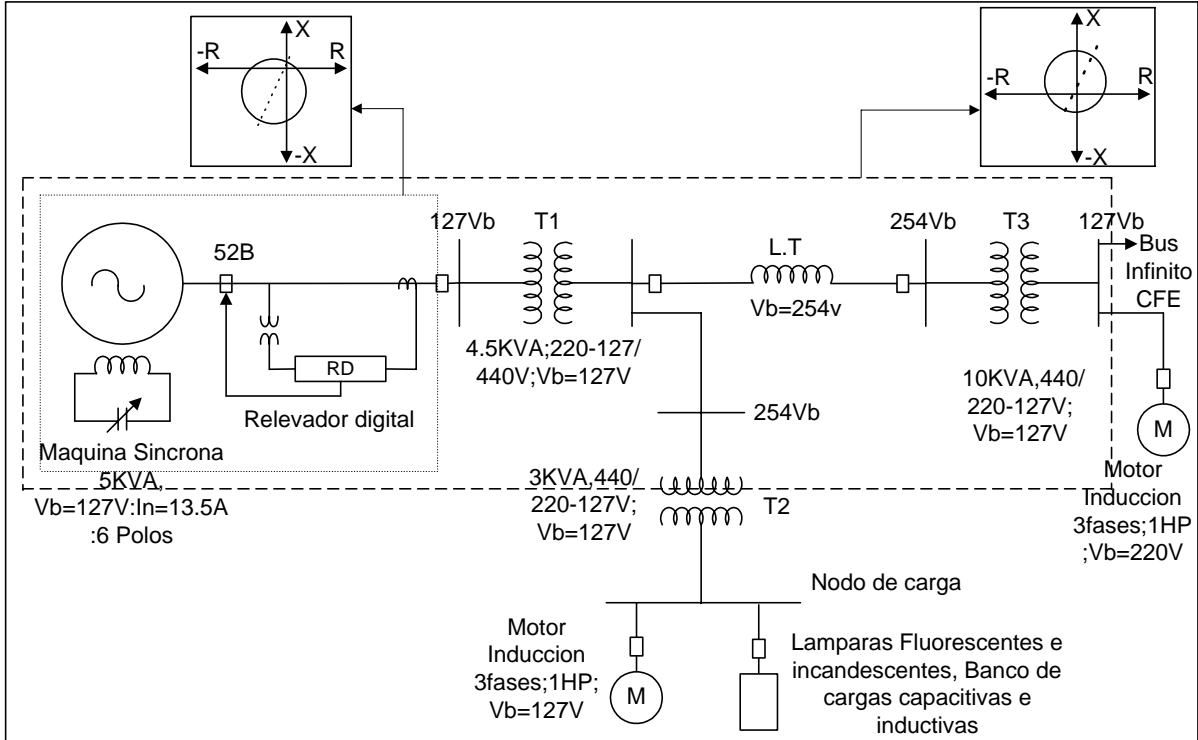 X
-R
R
-X
X
-R
R
-X
127Vb
T1
254Vb
T3
127Vb
52B
L.T
Bus
Infinito
CFE
Vb=254v
RD
4.5KVA;220-127/
440V;Vb=127V
Relevador digital
10KVA,440/
220-127V;
Vb=127V
M
254Vb
Maquina Sincrona
5KVA,
Vb=127V:In=13.5A
:6 Polos
3KVA,440/
220-127V;
Vb=127V
T2
Motor
Induccion
3fases;1HP
;Vb=220V
Nodo de carga
Motor
Induccion
3fases;1HP;
Vb=127V
M
Lamparas Fluorescentes e
incandescentes, Banco de
cargas capacitivas e
inductivas